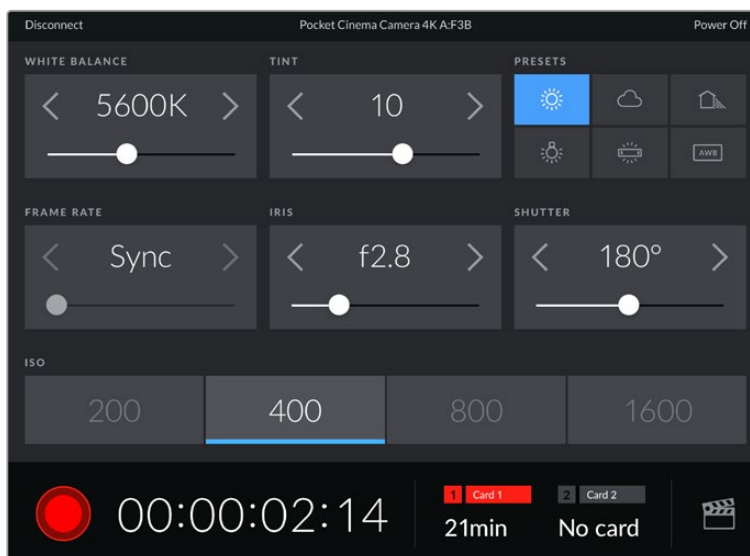 Disconnect Pocket Cinema Camera 4K A:F3B Power Off
WHITE BALANCE TINT PRESETS
5600K 10
AWB
FRAME RATE IRIS SHUTTER
Sync f2.8 180°
ISO
200 400 800 1600
00:00:02:14
1 Card 1 2 Card 2
21min No card